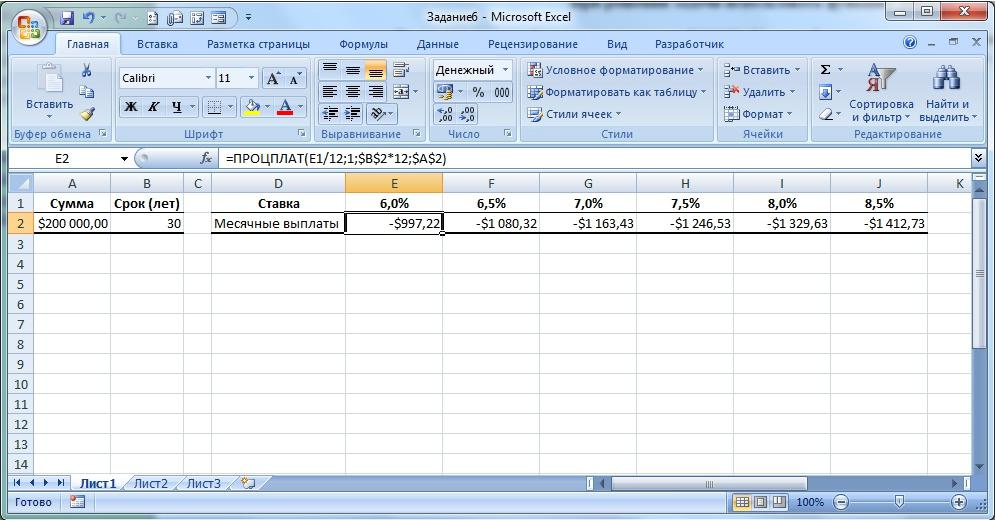 Задание6 - Microsoft Excel
Главная Вставка Разметка страницы Формулы Данные Рецензирование Вид Разработчик
Вставить
Буфер обмена
Calibri 11
Ж К Ч
Шрифт
Выравнивание
Денежный
% 000
Число
Условное форматирование
Форматировать как таблицу
Стили ячеек
Стили
Вставить
Удалить
Формат
Ячейки
Σ
Сортировка и фильтр
Найти и выделить
Редактирование
E2 fx =ПРОЦПЛАТ(E1/12;1;$B$2*12;$A$2)
A B C D E F G H I J K
1 Сумма Срок (лет) Ставка 6,0% 6,5% 7,0% 7,5% 8,0% 8,5%
2 $200 000,00 30 Месячные выплаты -$997,22 -$1 080,32 -$1 163,43 -$1 246,53 -$1 329,63 -$1 412,73
3
4
5
6
7
8
9
10
11
12
13
14
Лист1 Лист2 Лист3
Готово 100%